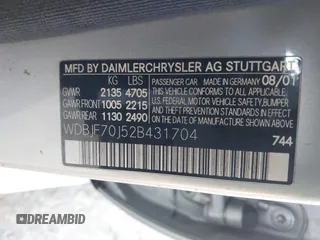 MFD BY DAIMLERCHRYSLER AG STUTTGART
KG LBS
GVWR 2135 4705
GAWR FRONT 1005 2215
GAWR REAR 1130 2490
PASSENGER CAR MADE IN GERMANY 08/01
THIS VEHICLE CONFORMS TO ALL APPLICABLE
U.S. FEDERAL MOTOR VEHICLE SAFETY, BUMPER,
AND THEFT PREVENTION STANDARDS IN EFFECT
ON THE DATE OF MANUFACTURE SHOWN ABOVE.
WDBJF70J52B431704
744
DREAMBID
DREAMBID